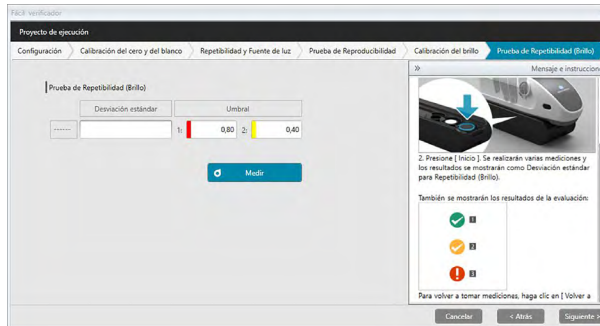 Fácil verificador
Proyecto de ejecución
Configuración
Calibración del cero y del blanco
Repetibilidad y Fuente de luz
Prueba de Reproducibilidad
Calibración del brillo
Prueba de Repetibilidad (Brillo)
Prueba de Repetibilidad (Brillo)
Desviación estándar
Umbral
------
1:
0,80
2:
0,40
Medir
»
Mensaje e instruccion
2. Presione [ Inicio ]. Se realizarán varias mediciones y
los resultados se mostrarán como Desviación estándar
para Repetibilidad (Brillo).
También se mostrarán los resultados de la evaluación:
1
2
3
Para volver a tomar mediciones, haga clic en [ Volver a
Cancelar
< Atrás
Siguiente >